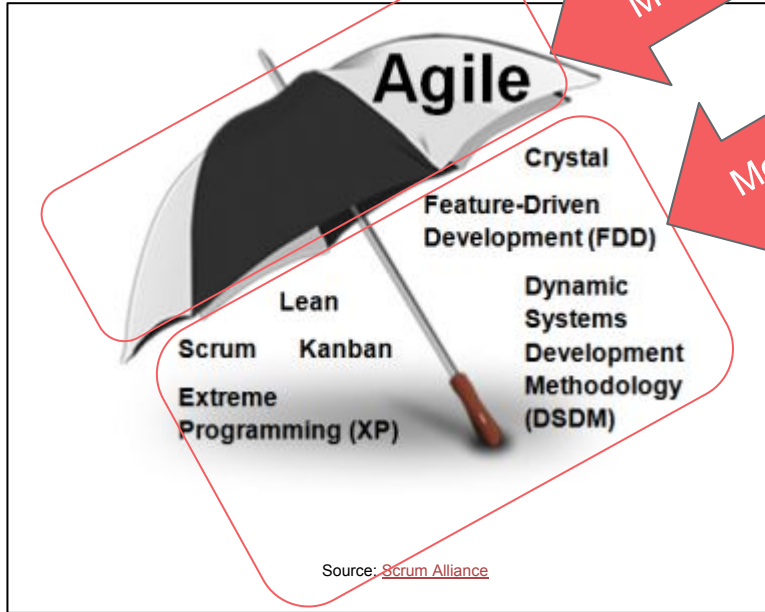 Agile
Crystal
Feature-Driven
Development (FDD)
Dynamic
Systems
Development
Methodology
(DSDM)
Lean
Scrum Kanban
Extreme
Programming (XP)
Source: Scrum Alliance